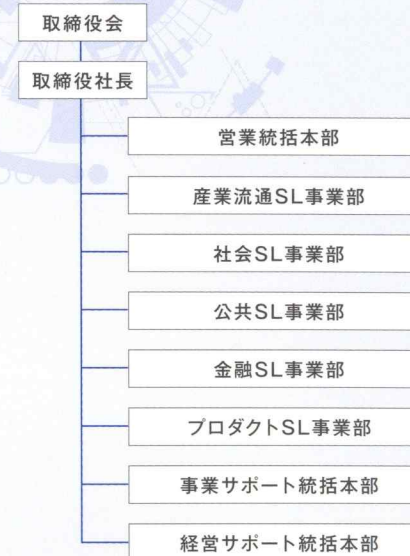 取締役会
取締役社長
営業統括本部
産業流通SL事業部
社会SL事業部
公共SL事業部
金融SL事業部
プロダクトSL事業部
事業サポート統括本部
経営サポート統括本部